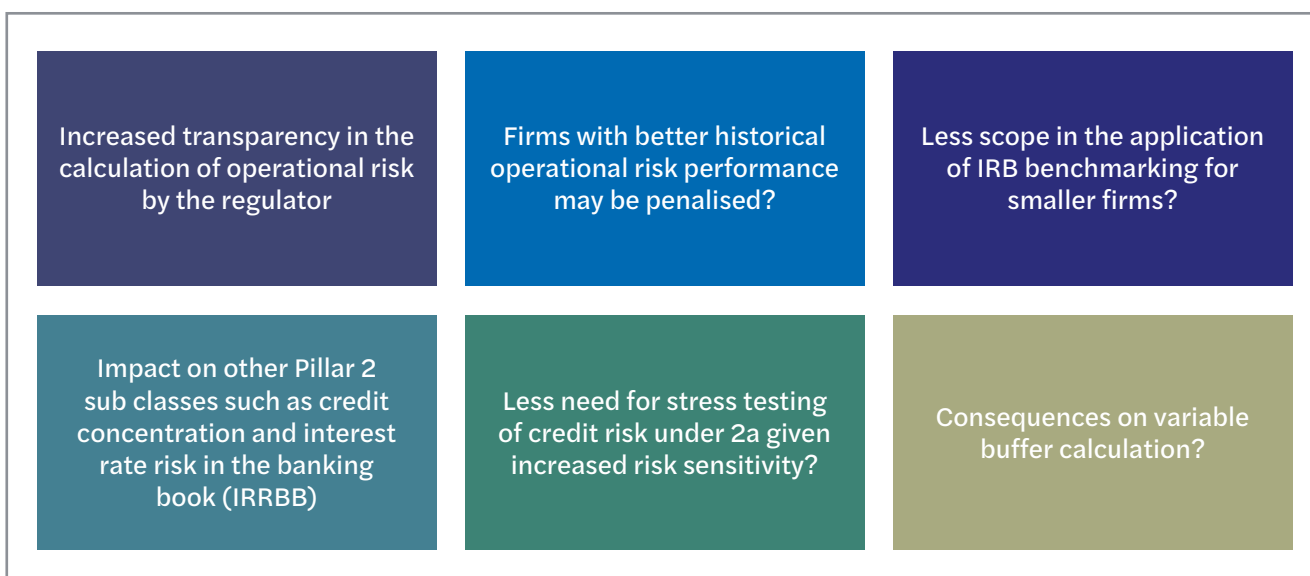 Increased transparency in the
calculation of operational risk
by the regulator
Firms with better historical
operational risk performance
may be penalised?
Less scope in the application
of IRB benchmarking for
smaller firms?
Impact on other Pillar 2
sub classes such as credit
concentration and interest
rate risk in the banking
book (IRRBB)
Less need for stress testing
of credit risk under 2a given
increased risk sensitivity?
Consequences on variable
buffer calculation?